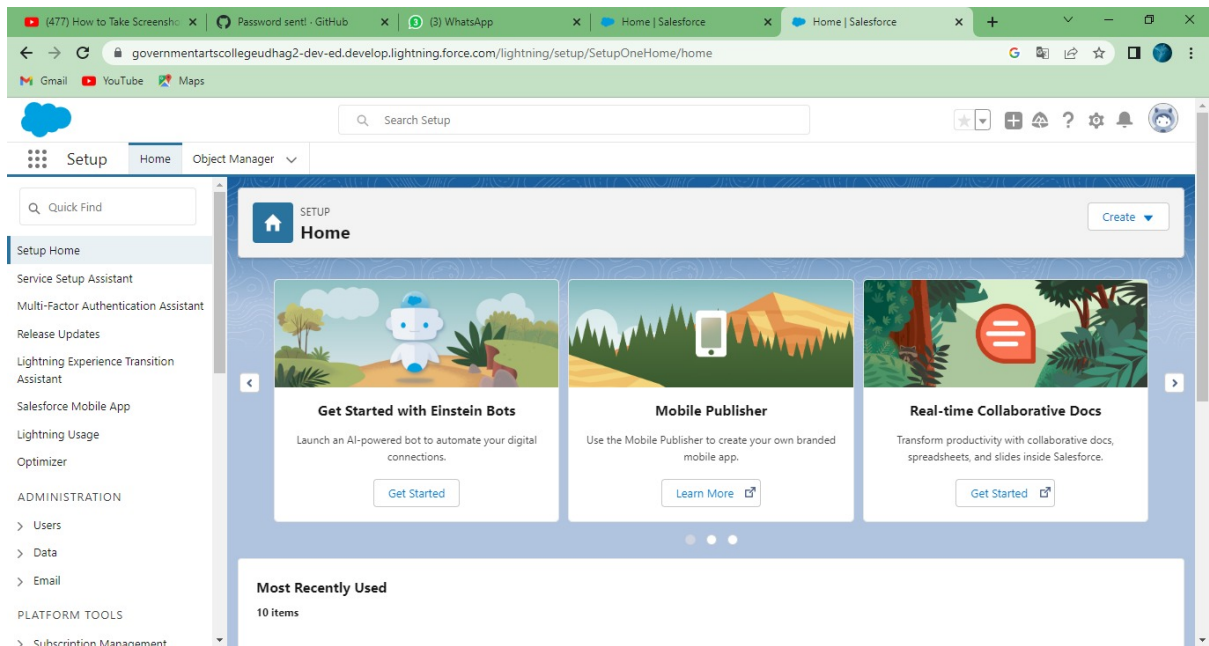 (477) How to Take Screensho
Password sent! · GitHub
(3) WhatsApp
Home | Salesforce
Home | Salesforce
governmentartscollegeudhag2-dev-ed.develop.lightning.force.com/lightning/setup/SetupOneHome/home
Gmail
YouTube
Maps
Search Setup
Setup
Home
Object Manager
Quick Find
Setup Home
Service Setup Assistant
Multi-Factor Authentication Assistant
Release Updates
Lightning Experience Transition
Assistant
Salesforce Mobile App
Lightning Usage
Optimizer
ADMINISTRATION
Users
Data
Email
PLATFORM TOOLS
Subscription Management
SETUP
Home
Create
Get Started with Einstein Bots
Launch an AI-powered bot to automate your digital
connections.
Get Started
Mobile Publisher
Use the Mobile Publisher to create your own branded
mobile app.
Learn More
Real-time Collaborative Docs
Transform productivity with collaborative docs,
spreadsheets, and slides inside Salesforce.
Get Started
Most Recently Used
10 items